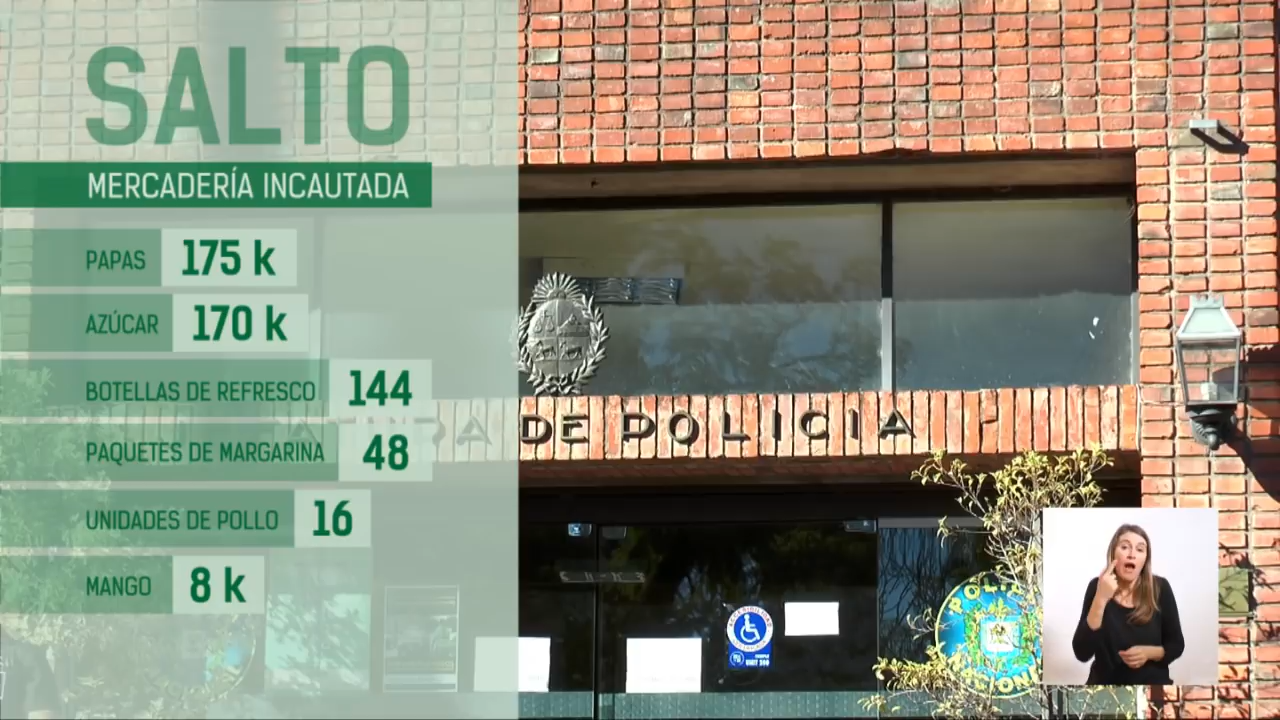 SALTO
MERCADERÍA INCAUTADA
PAPAS 175 k
AZÚCAR 170 k
BOTELLAS DE REFRESCO 144
PAQUETES DE MARGARINA 48
UNIDADES DE POLLO 16
MANGO 8 k
DE POLICIA